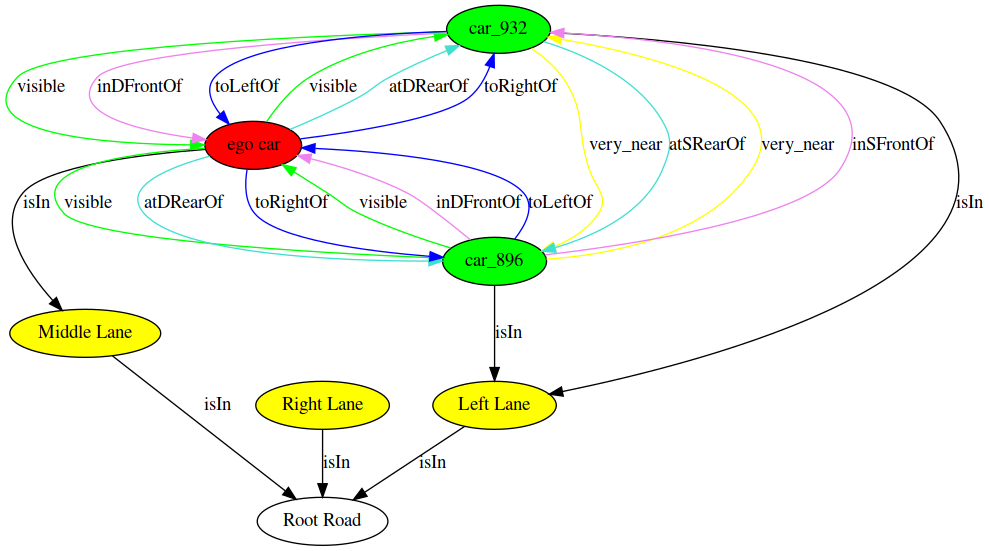 car_932
visible
inDFrontOf
toLeftOf
visible
atDRearOf
toRightOf
ego car
very_near
atSRearOf
very_near
inSFrontOf
isIn
visible
atDRearOf
toRightOf
visible
inDFrontOf
toLeftOf
isIn
car_896
Middle Lane
isIn
isIn
Right Lane
Left Lane
isIn
isIn
Root Road